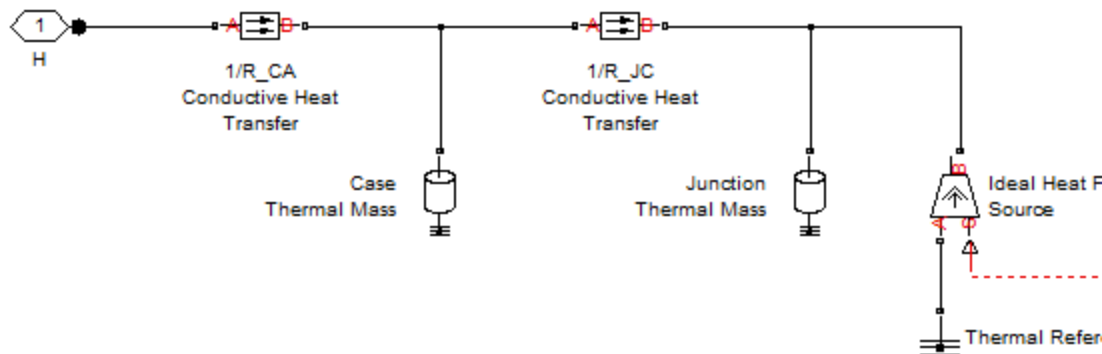 1
H
A B
1/R_CA
Conductive Heat
Transfer
A B
1/R_JC
Conductive Heat
Transfer
Case
Thermal Mass
Junction
Thermal Mass
B
Ideal Heat F
Source
A S
Thermal Refer